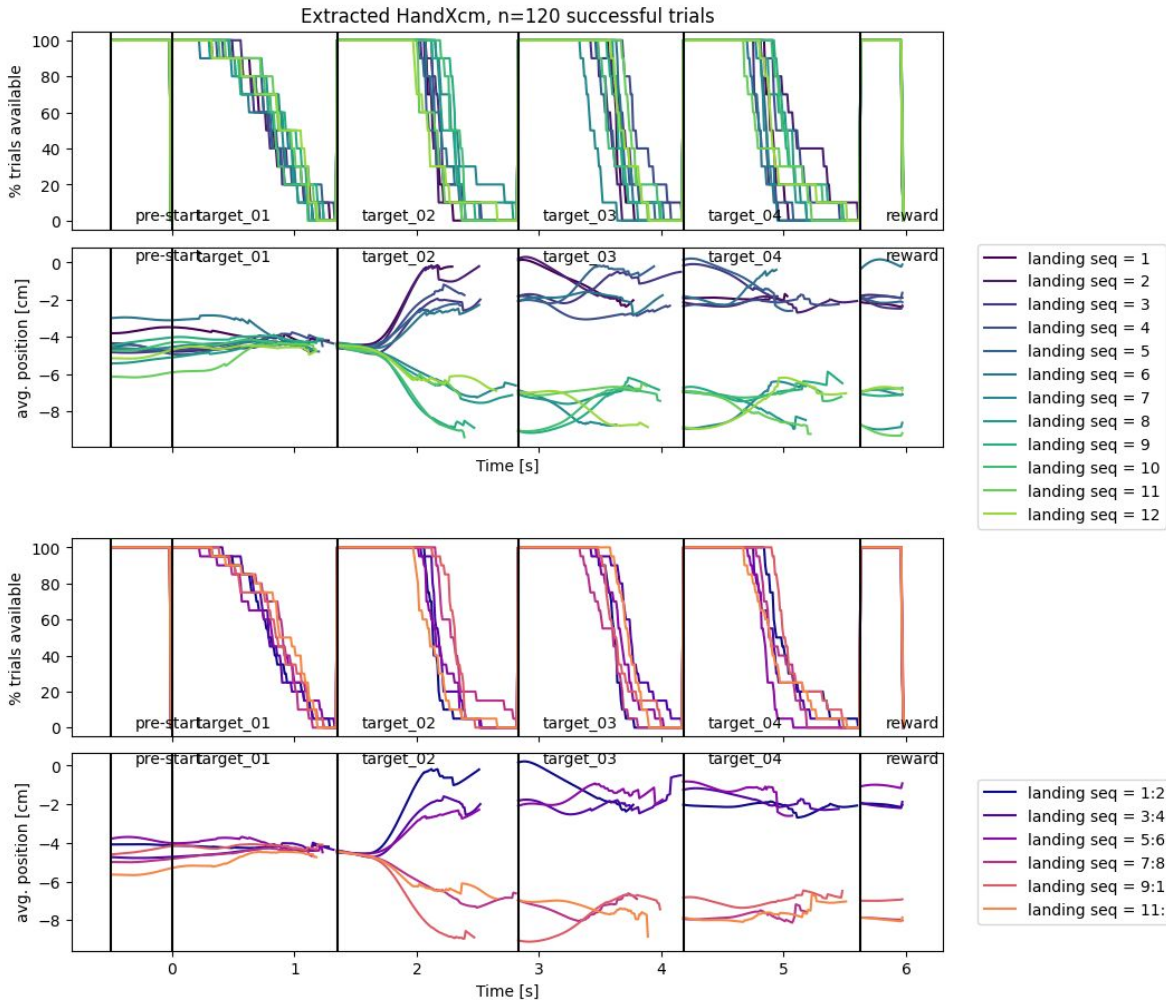 Extracted HandXcm, n=120 successful trials
% trials available
100
80
60
40
20
0
pre-start
target_01
target_02
target_03
target_04
reward
avg. position [cm]
0
−2
−4
−6
−8
pre-start
target_01
target_02
target_03
target_04
reward
Time [s]
landing seq = 1
landing seq = 2
landing seq = 3
landing seq = 4
landing seq = 5
landing seq = 6
landing seq = 7
landing seq = 8
landing seq = 9
landing seq = 10
landing seq = 11
landing seq = 12
% trials available
100
80
60
40
20
0
pre-start
target_01
target_02
target_03
target_04
reward
avg. position [cm]
0
−2
−4
−6
−8
pre-start
target_01
target_02
target_03
target_04
reward
0
1
2
3
4
5
6
Time [s]
landing seq = 1:2
landing seq = 3:4
landing seq = 5:6
landing seq = 7:8
landing seq = 9:1
landing seq = 11: